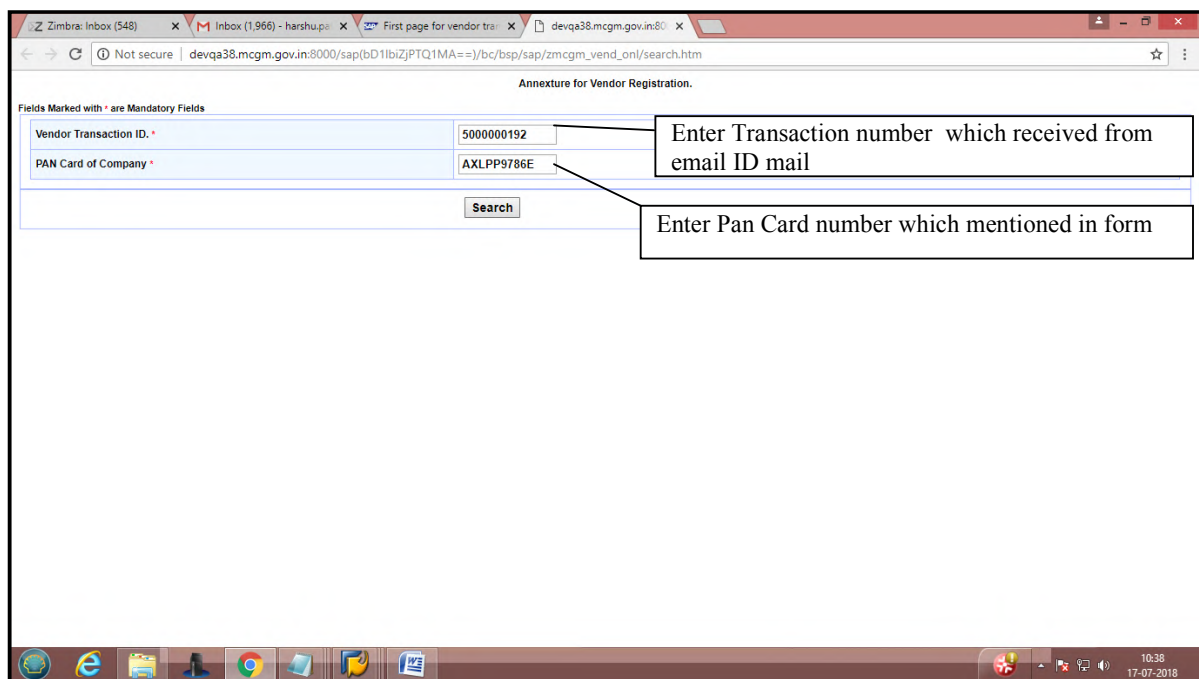 Zimbra: Inbox (548)
Inbox (1,966) - harshu.pa
First page for vendor tran
devqa38.mcgm.gov.in:80
Not secure | devqa38.mcgm.gov.in:8000/sap(bD1lbiZjPTQ1MA==)/bc/bsp/sap/zmcgm_vend_onl/search.htm
Annexture for Vendor Registration.
Fields Marked with * are Mandatory Fields
Vendor Transaction ID. *
5000000192
Enter Transaction number which received from
email ID mail
PAN Card of Company *
AXLPP9786E
Search
Enter Pan Card number which mentioned in form
10:38
17-07-2018